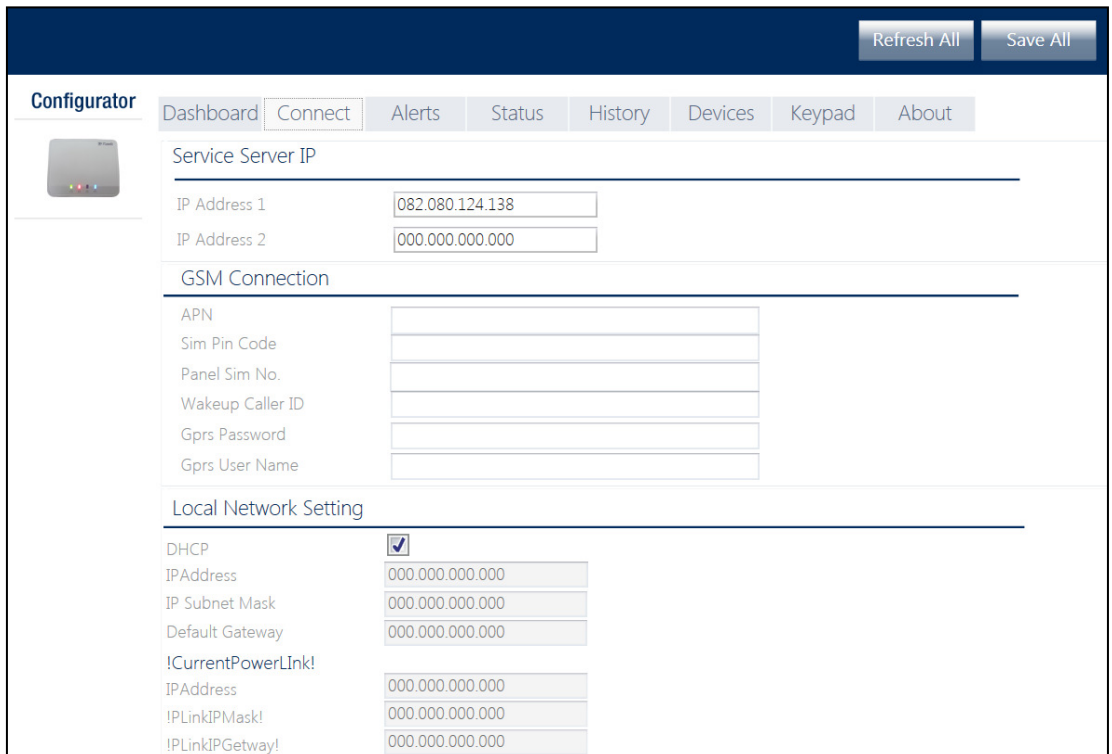 Refresh All Save All
Configurator
Dashboard Connect Alerts Status History Devices Keypad About
Service Server IP
IP Address 1 082.080.124.138
IP Address 2 000.000.000.000
GSM Connection
APN
Sim Pin Code
Panel Sim No.
Wakeup Caller ID
Gprs Password
Gprs User Name
Local Network Setting
DHCP
IPAddress 000.000.000.000
IP Subnet Mask 000.000.000.000
Default Gateway 000.000.000.000
!CurrentPowerLInk!
IPAddress 000.000.000.000
!PLinkIPMask! 000.000.000.000
!PLinkIPGetway! 000.000.000.000